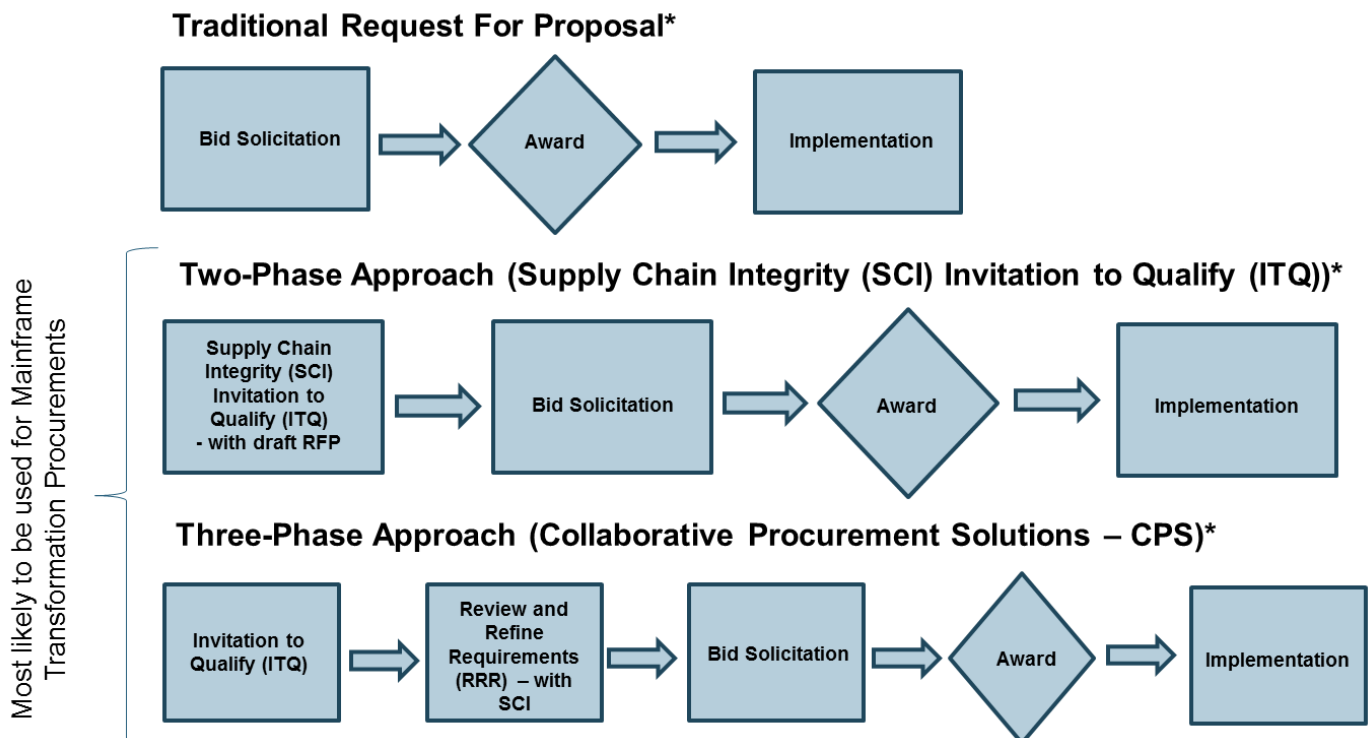 Traditional Request For Proposal*
Bid Solicitation
Award
Implementation
Most likely to be used for Mainframe
Transformation Procurements
Two-Phase Approach (Supply Chain Integrity (SCI) Invitation to Qualify (ITQ))*
Supply Chain
Integrity (SCI)
Invitation to
Qualify (ITQ)
- with draft RFP
Bid Solicitation
Award
Implementation
Three-Phase Approach (Collaborative Procurement Solutions – CPS)*
Invitation to
Qualify (ITQ)
Review and
Refine
Requirements
(RRR) – with
SCI
Bid Solicitation
Award
Implementation